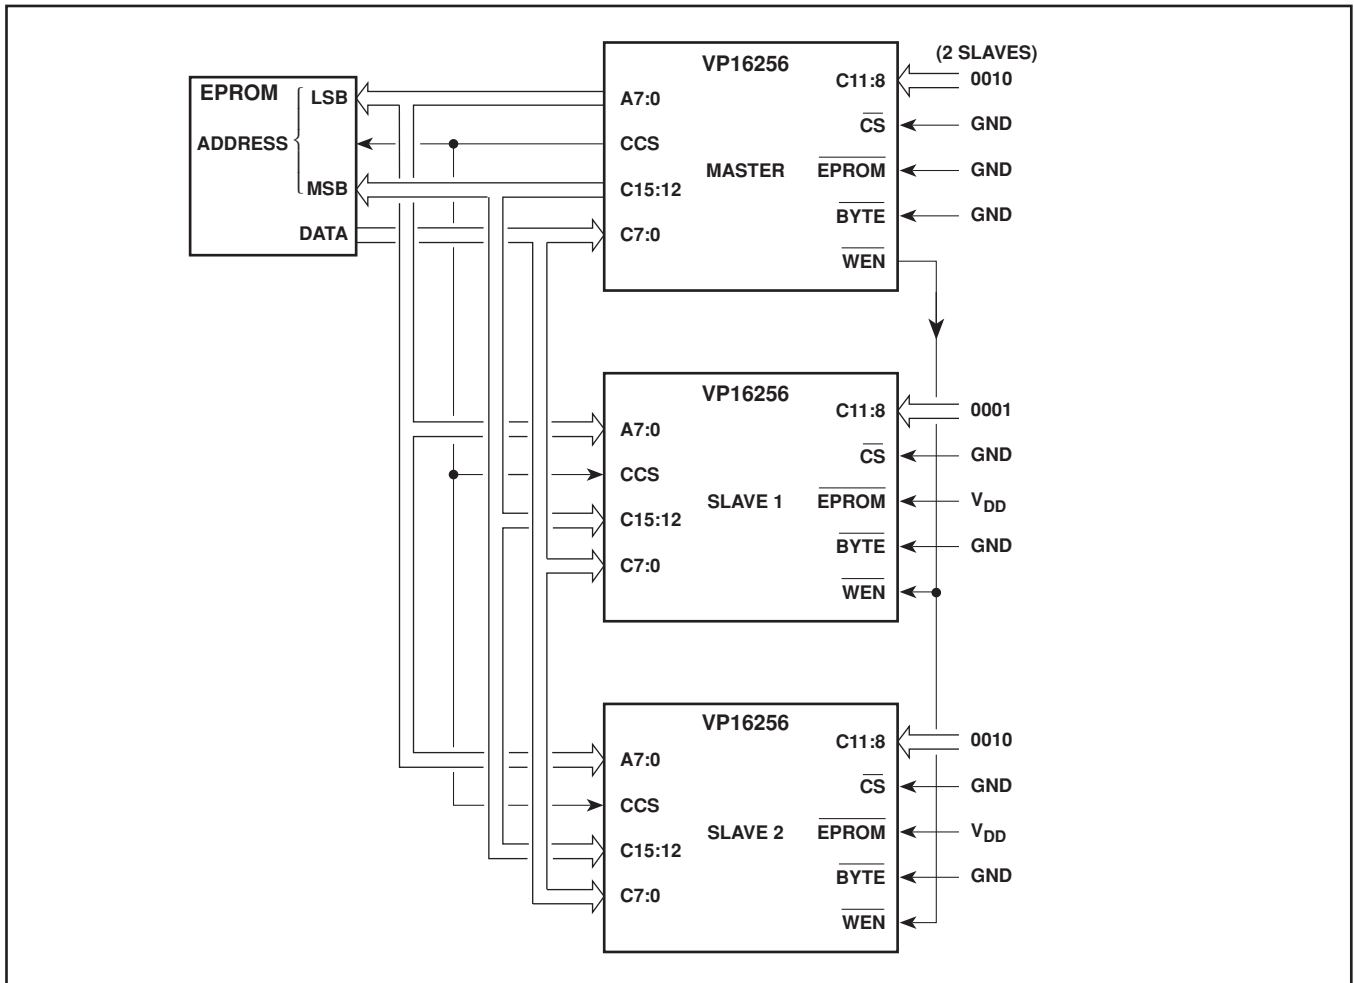 EPROM
LSB
ADDRESS
MSB
DATA
VP16256
A7:0
CCS
MASTER
C15:12
C7:0
C11:8
CS
EPROM
BYTE
WEN
(2 SLAVES)
0010
GND
GND
GND
VP16256
A7:0
CCS
SLAVE 1
C15:12
C7:0
C11:8
CS
EPROM
BYTE
WEN
0001
GND
VDD
GND
VP16256
A7:0
CCS
SLAVE 2
C15:12
C7:0
C11:8
CS
EPROM
BYTE
WEN
0010
GND
VDD
GND